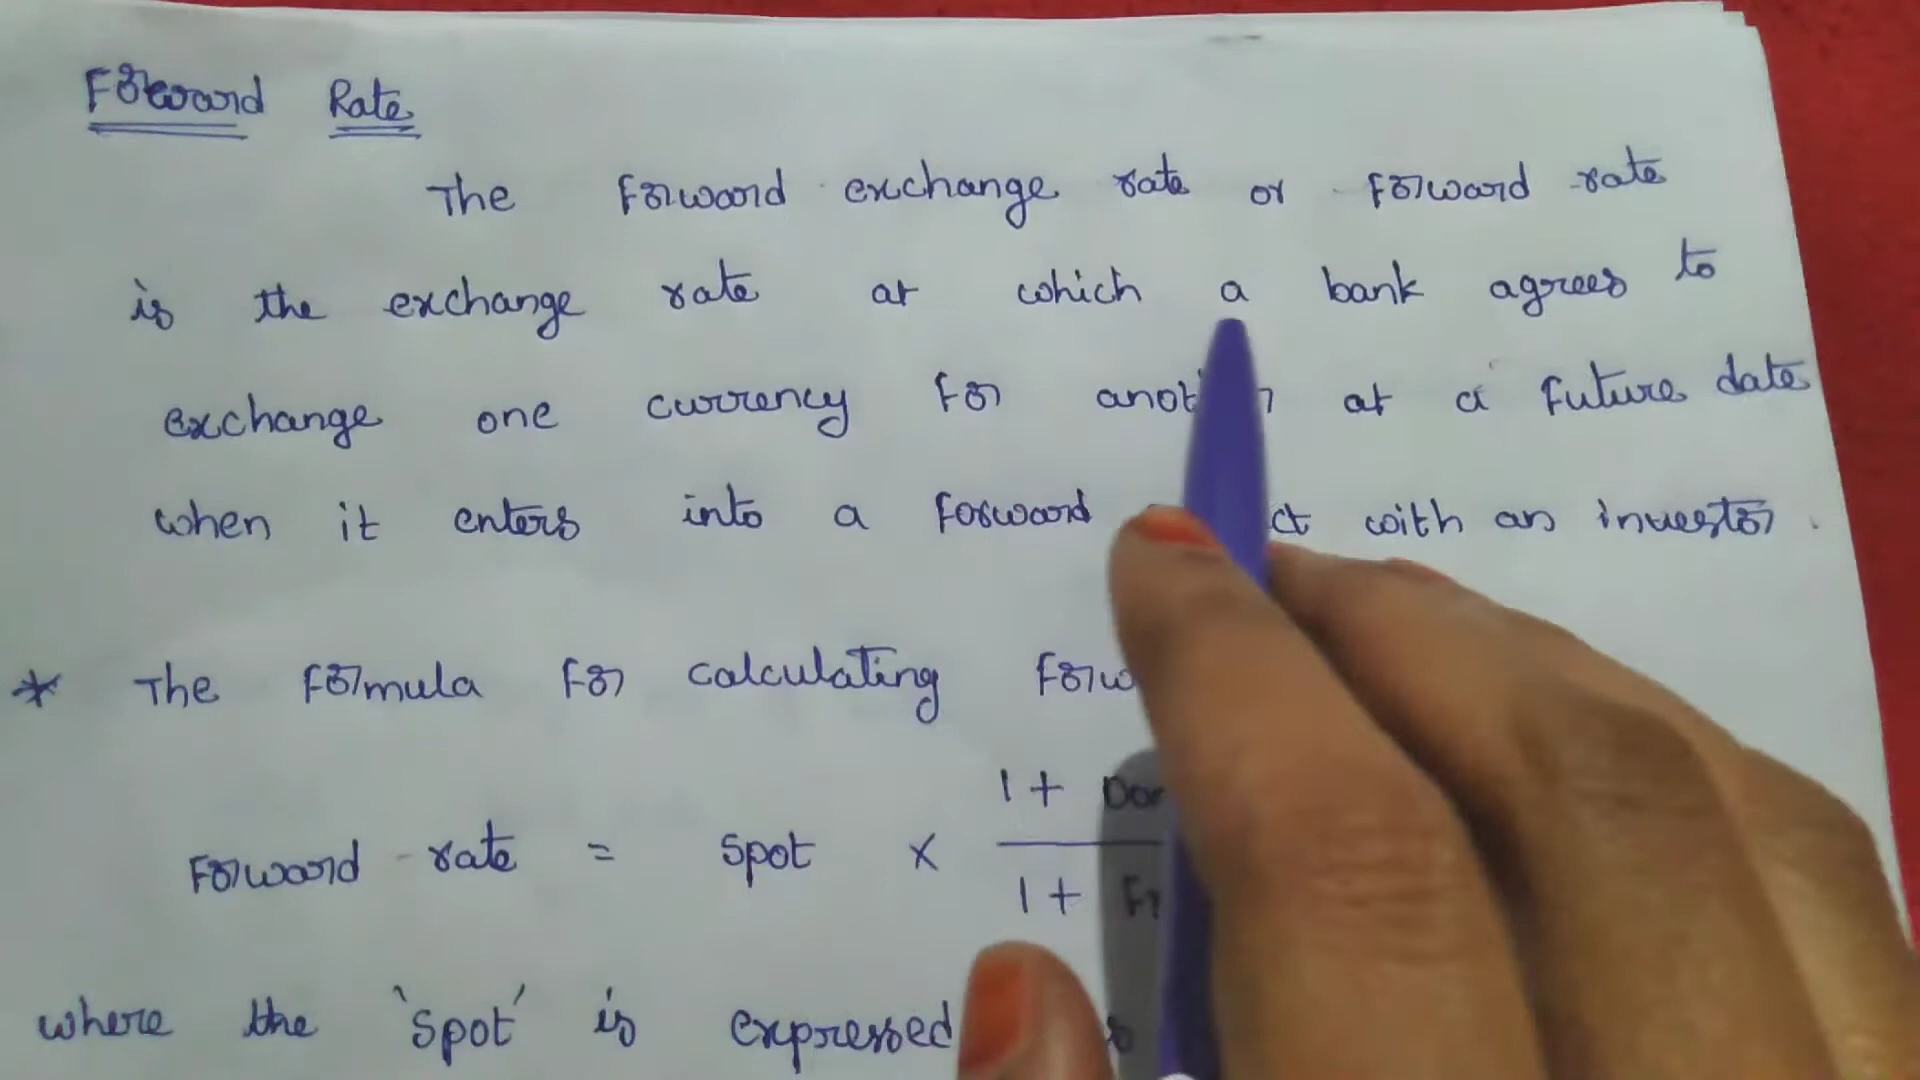 Forward Rate
The Forward exchange rate or Forward rate
is the exchange rate at which a bank agrees to
exchange one currency for at a future date
when it enters into a forward with an investor.
* The Formula for calculating
Forward rate = spot × 1 +
1 +
where the 'spot' is expressed